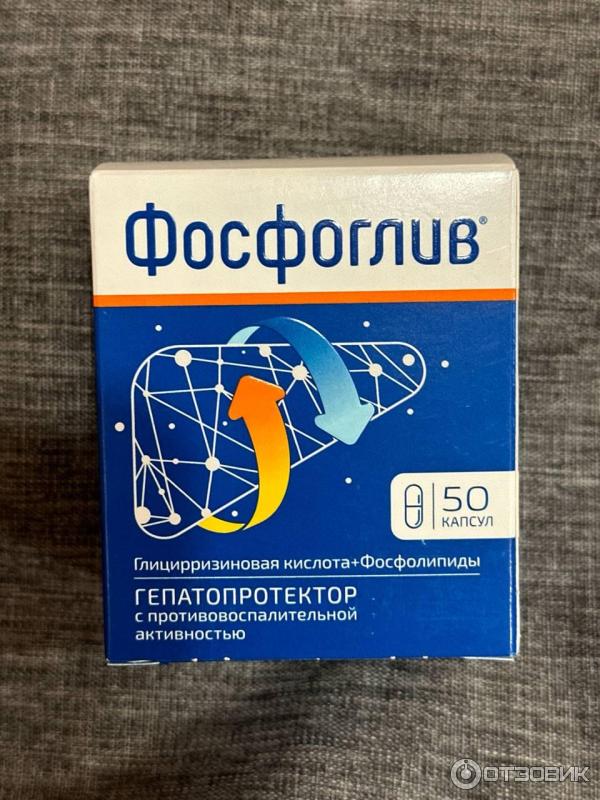 Фосфоглив®
50
КАПСУЛ
Глицирризиновая кислота+Фосфолипиды
ГЕПАТОПРОТЕКТОР
с противовоспалительной
активностью
ОТЗОВИК